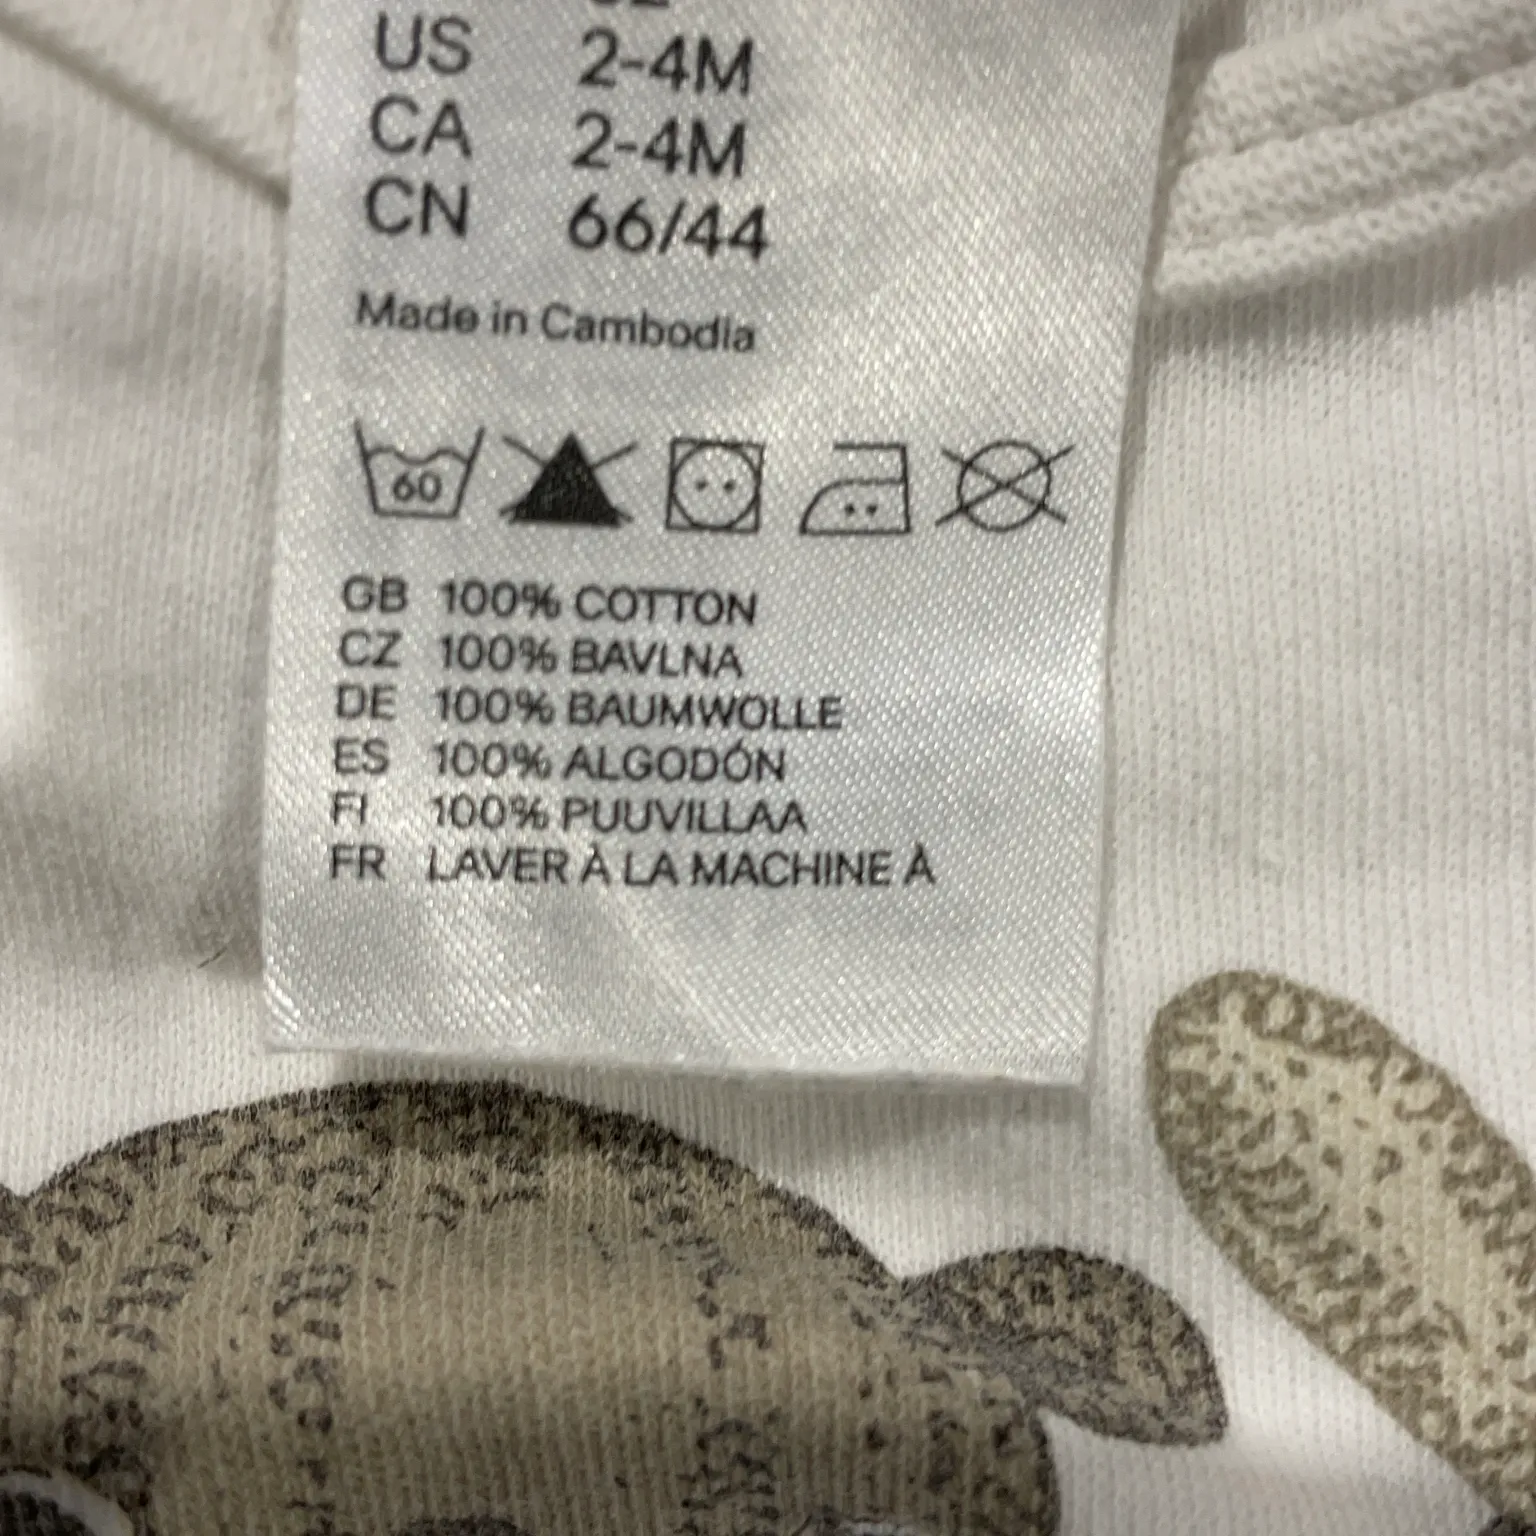 US 2-4M
CA 2-4M
CN 66/44
Made in Cambodia
60
GB 100% COTTON
CZ 100% BAVLNA
DE 100% BAUMWOLLE
ES 100% ALGODÓN
FI 100% PUUVILLAA
FR LAVER À LA MACHINE À